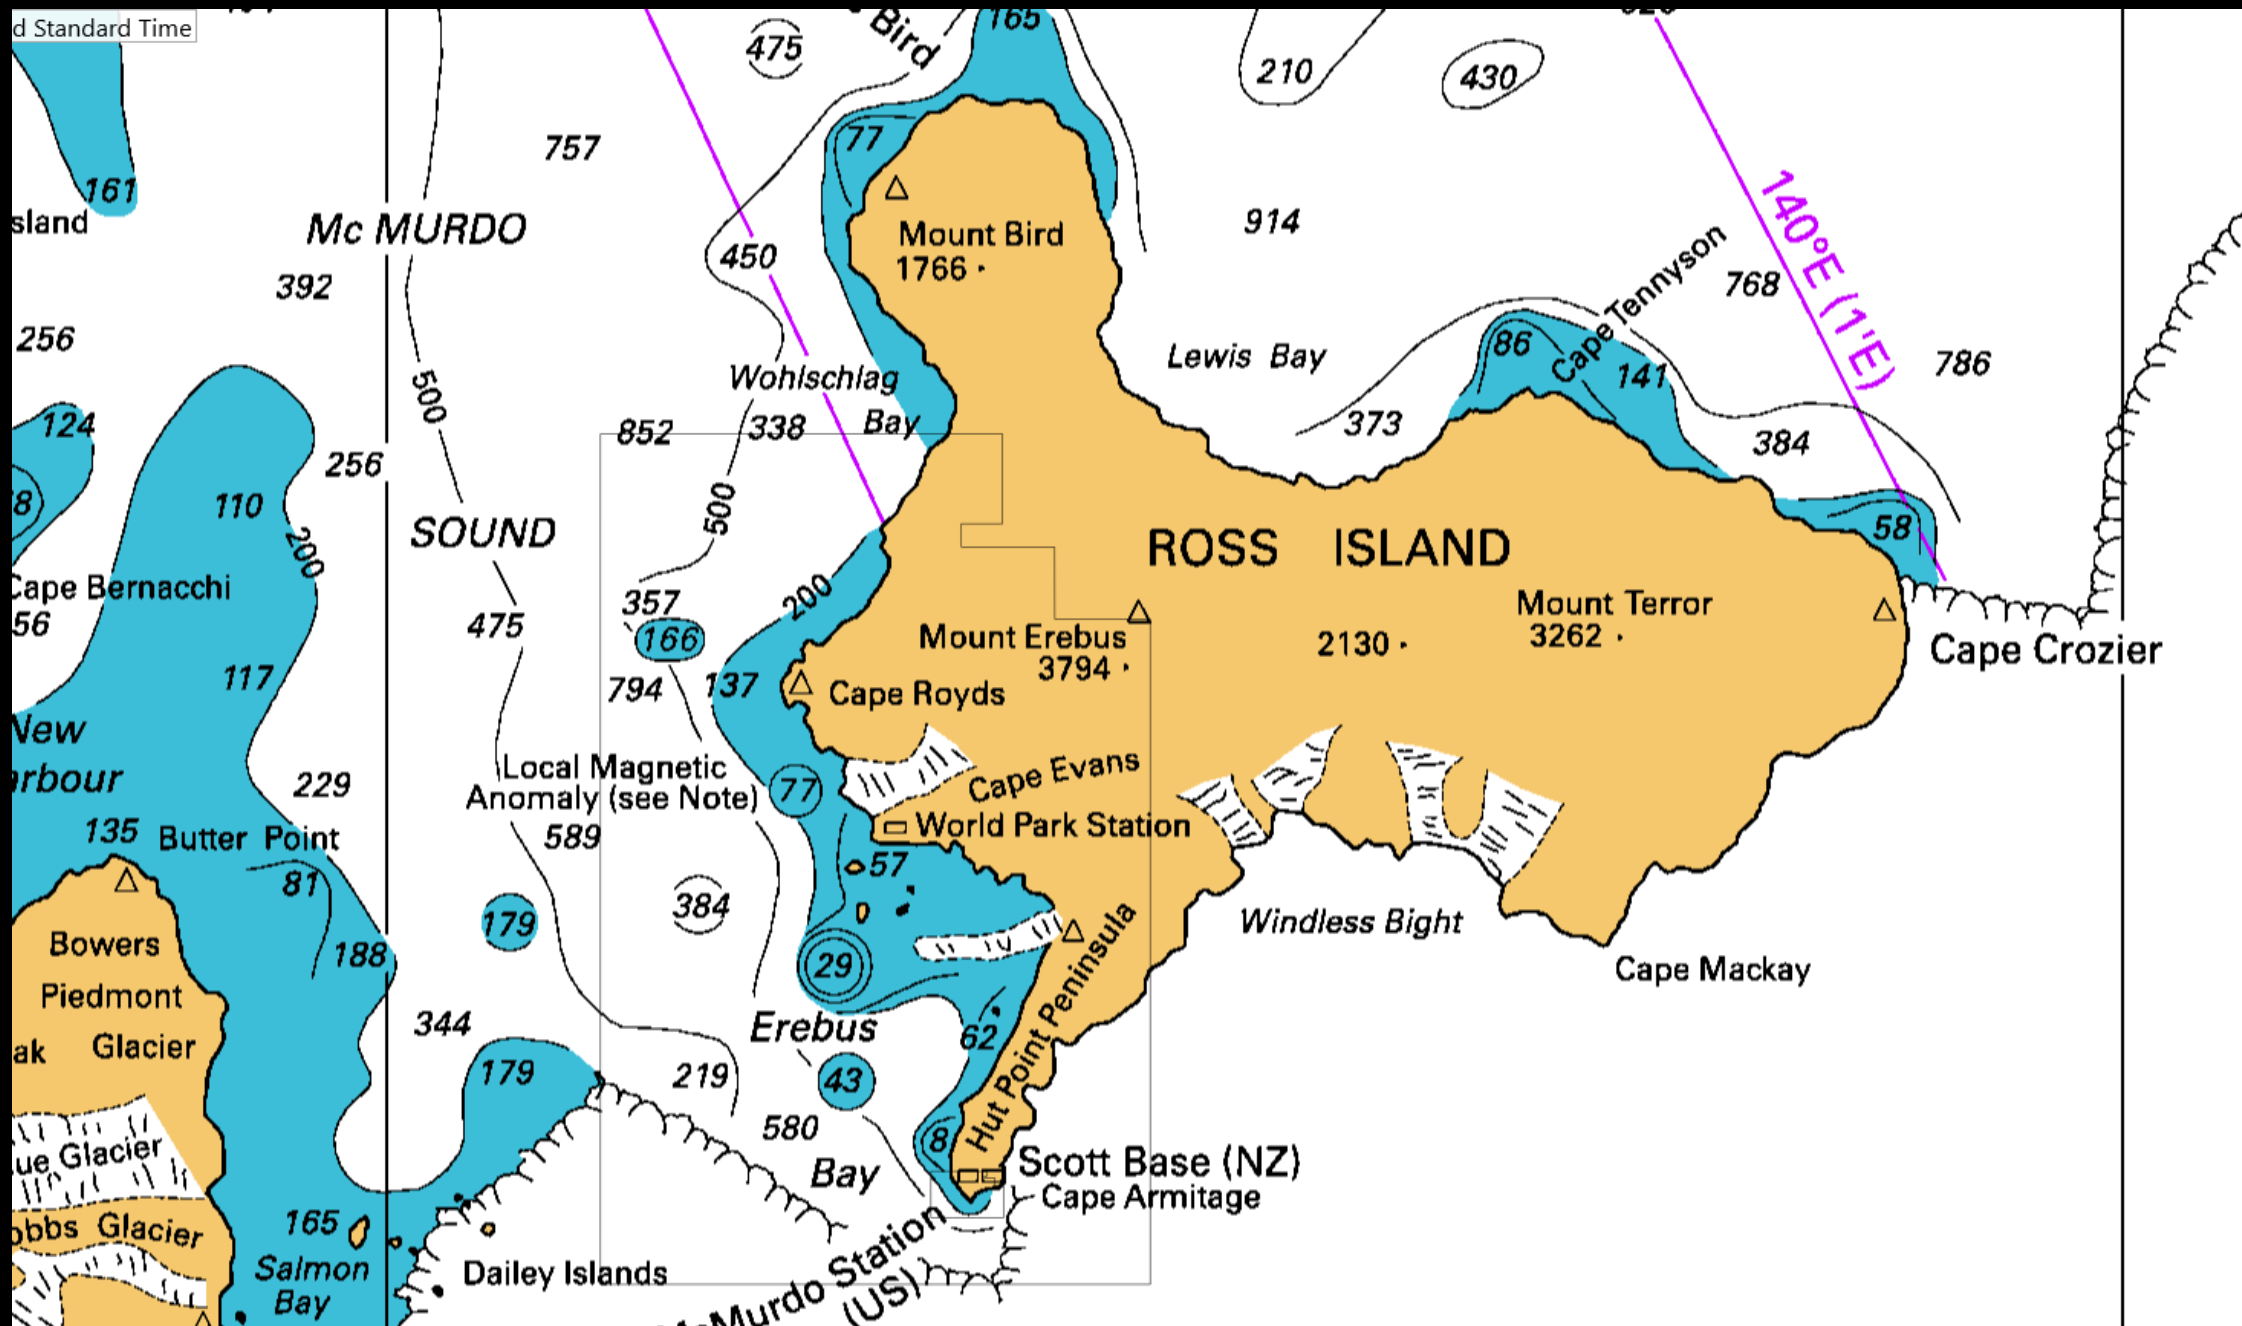 d Standard Time
Bird
165
475
210
430
757
77
161
sland
Mc MURDO
914
140°E (1'E)
Mount Bird
1766
Cape Tennyson
768
450
392
256
Lewis Bay
86
141
786
Wohlschlag
Bay
500
124
852
338
373
384
256
8
110
500
200
SOUND
ROSS ISLAND
58
Cape Bernacchi
56
475
357
200
166
Mount Erebus
3794
2130
Mount Terror
3262
Cape Crozier
117
794
137
Cape Royds
New
arbour
229
Local Magnetic
Anomaly (see Note)
77
Cape Evans
135
Butter Point
589
World Park Station
81
57
179
384
Windless Bight
Bowers
Piedmont
Glacier
188
29
Cape Mackay
344
Erebus
Bay
62
Hut Point Peninsula
ak
179
219
43
580
8
ue Glacier
Scott Base (NZ)
Cape Armitage
165
obbs Glacier
Salmon
Bay
Dailey Islands
McMurdo Station
(US)